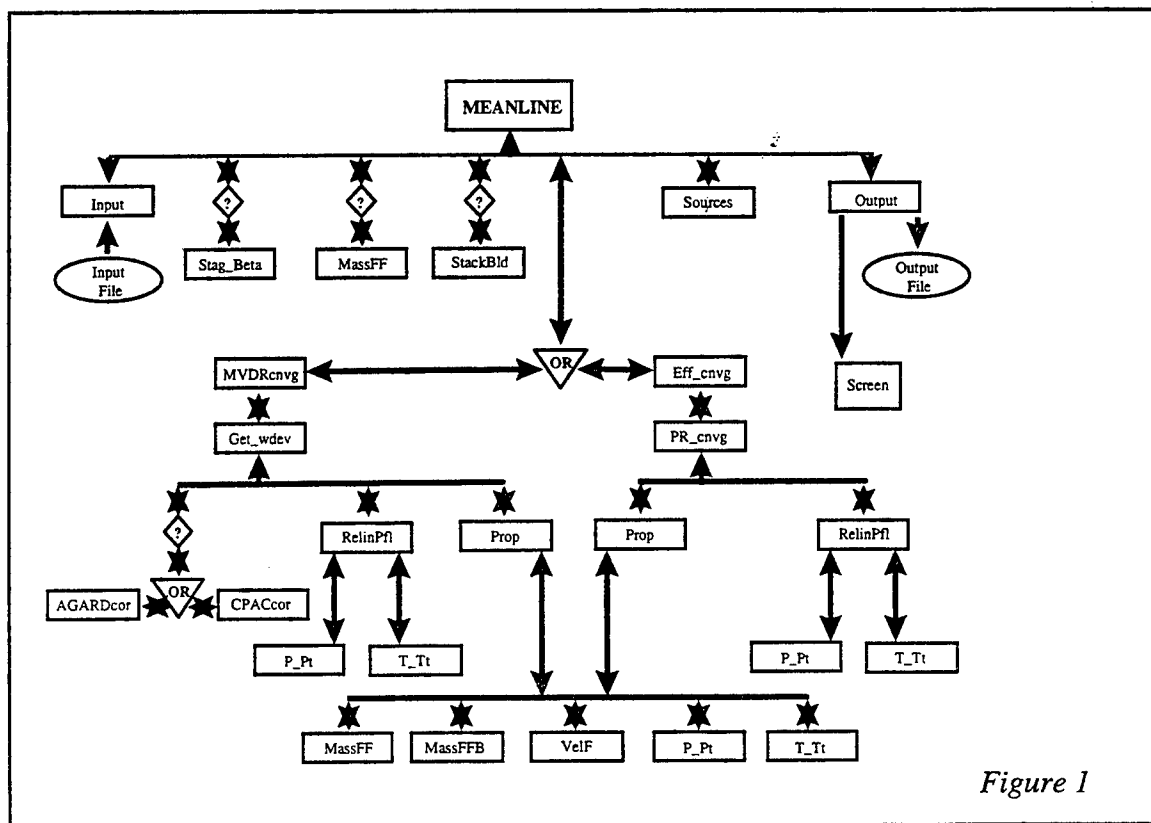 MEANLINE
Input
?
?
?
Sources
Output
Input
File
Stag_Beta
MassFF
StackBld
Output
File
MVDRcnvg
OR
Eff_cnvg
Screen
Get_wdev
PR_cnvg
?
RelinPfl
Prop
Prop
RelinPfl
AGARDcor
OR
CPACcor
P_Pt
T_Tt
P_Pt
T_Tt
MassFF
MassFFB
VelF
P_Pt
T_Tt
Figure 1